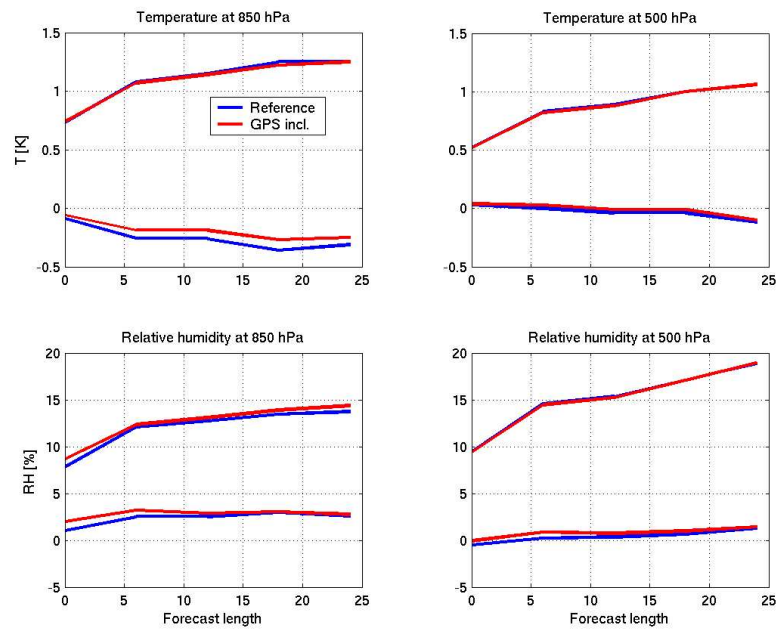 Temperature at 850 hPa
1.5
1
0.5
0
-0.5
T [K]
Reference
GPS incl.
0 5 10 15 20 25
Temperature at 500 hPa
1.5
1
0.5
0
-0.5
0 5 10 15 20 25
Relative humidity at 850 hPa
20
15
10
5
0
-5
RH [%]
0 5 10 15 20 25
Forecast length
Relative humidity at 500 hPa
20
15
10
5
0
-5
0 5 10 15 20 25
Forecast length